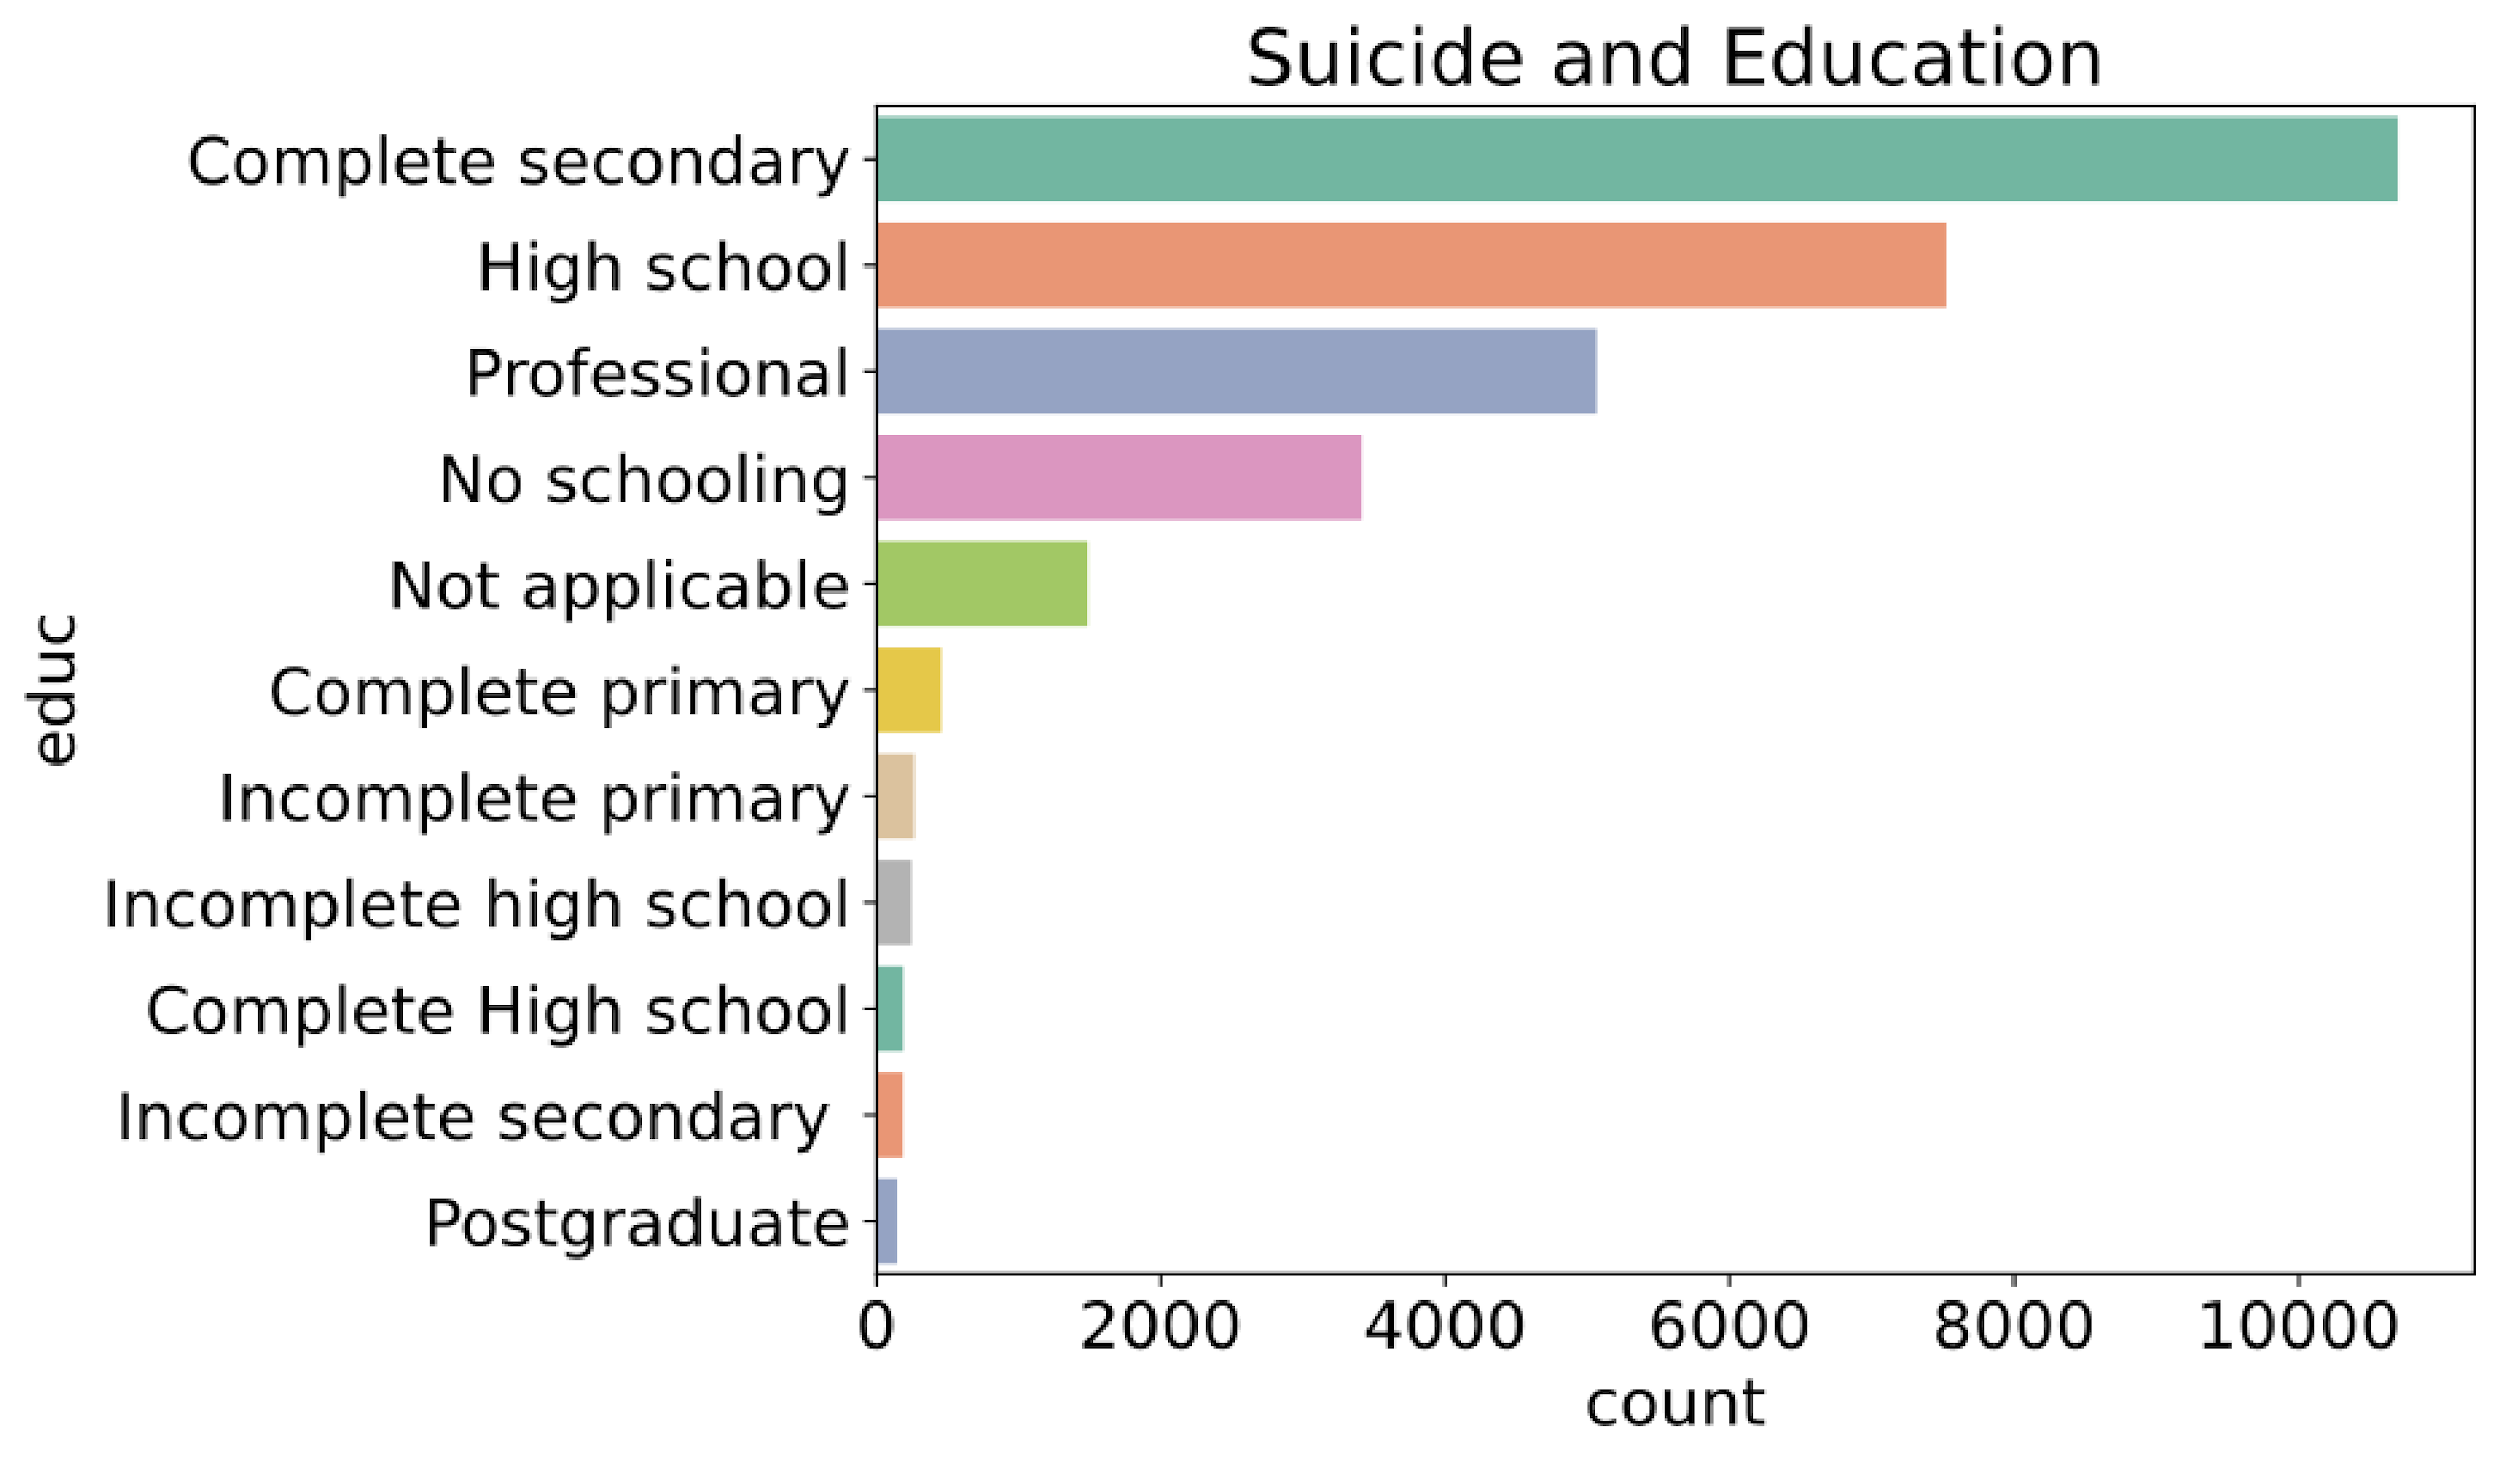 Suicide and Education
Complete secondary
High school
Professional
No schooling
Not applicable
Complete primary
Incomplete primary
Incomplete high school
Complete High school
Incomplete secondary
Postgraduate
educ
0 2000 4000 6000 8000 10000
count